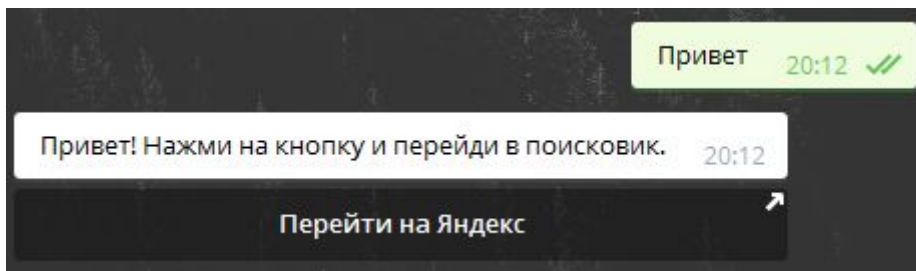 Привет 20:12
Привет! Нажми на кнопку и перейди в поисковик. 20:12
Перейти на Яндекс